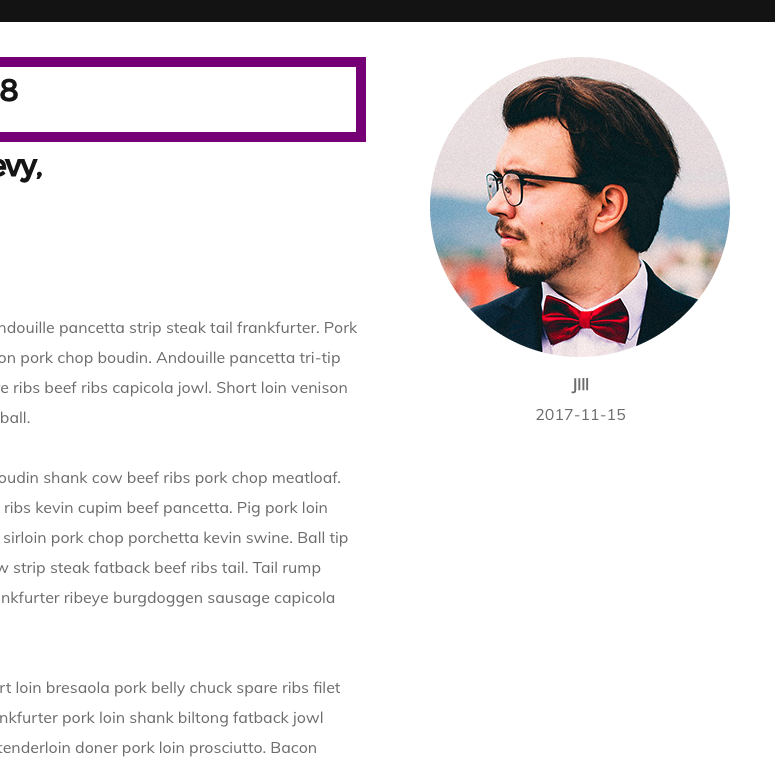 8
evy,
ndouille pancetta strip steak tail frankfurter. Pork
on pork chop boudin. Andouille pancetta tri-tip
e ribs beef ribs capicola jowl. Short loin venison
ball.
oudin shank cow beef ribs pork chop meatloaf.
ribs kevin cupim beef pancetta. Pig pork loin
sirloin pork chop porchetta kevin swine. Ball tip
w strip steak fatback beef ribs tail. Tail rump
nkfurter ribeye burgdoggen sausage capicola
rt loin bresaola pork belly chuck spare ribs filet
nkfurter pork loin shank biltong fatback jowl
tenderloin doner pork loin prosciutto. Bacon
JIll
2017-11-15